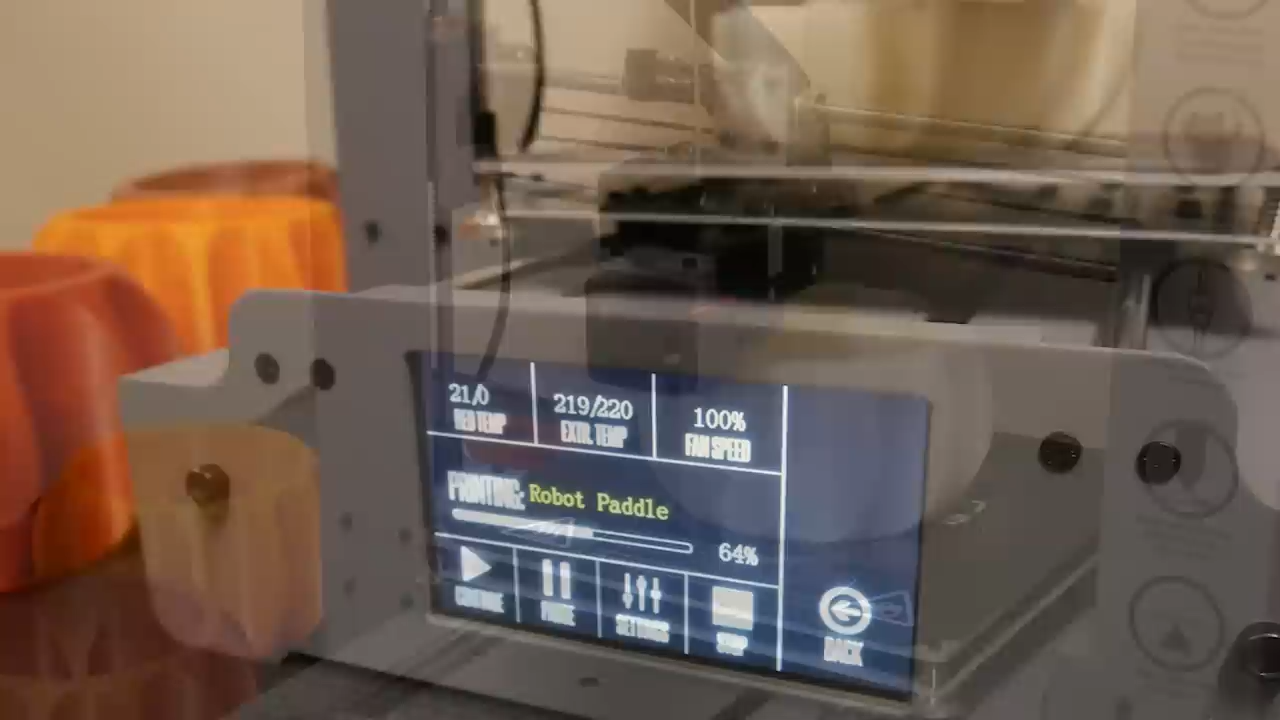 21/0
BED TEMP
219/220
EXTR. TEMP
100%
FAN SPEED
PRINTING: Robot Paddle
64%
CONTINUE
PAUSE
SETTINGS
STOP
BACK